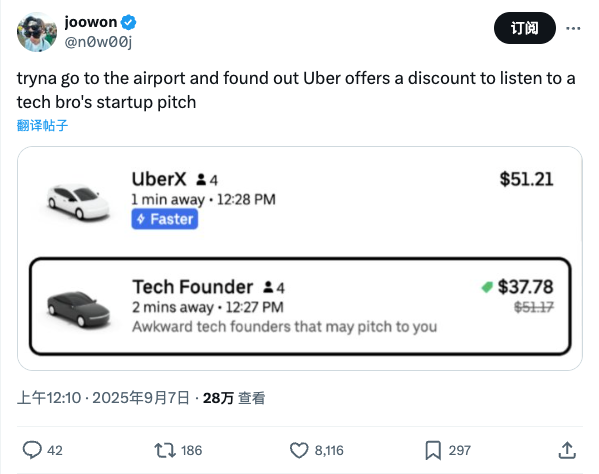 joowon
@n0w00j
订阅
tryna go to the airport and found out Uber offers a discount to listen to a
tech bro's startup pitch
翻译帖子
UberX 4 $51.21
1 min away • 12:28 PM
Faster
Tech Founder 4 $37.78
2 mins away • 12:27 PM $51.17
Awkward tech founders that may pitch to you
上午12:10 · 2025年9月7日 · 28万 查看
42 186 8,116 297